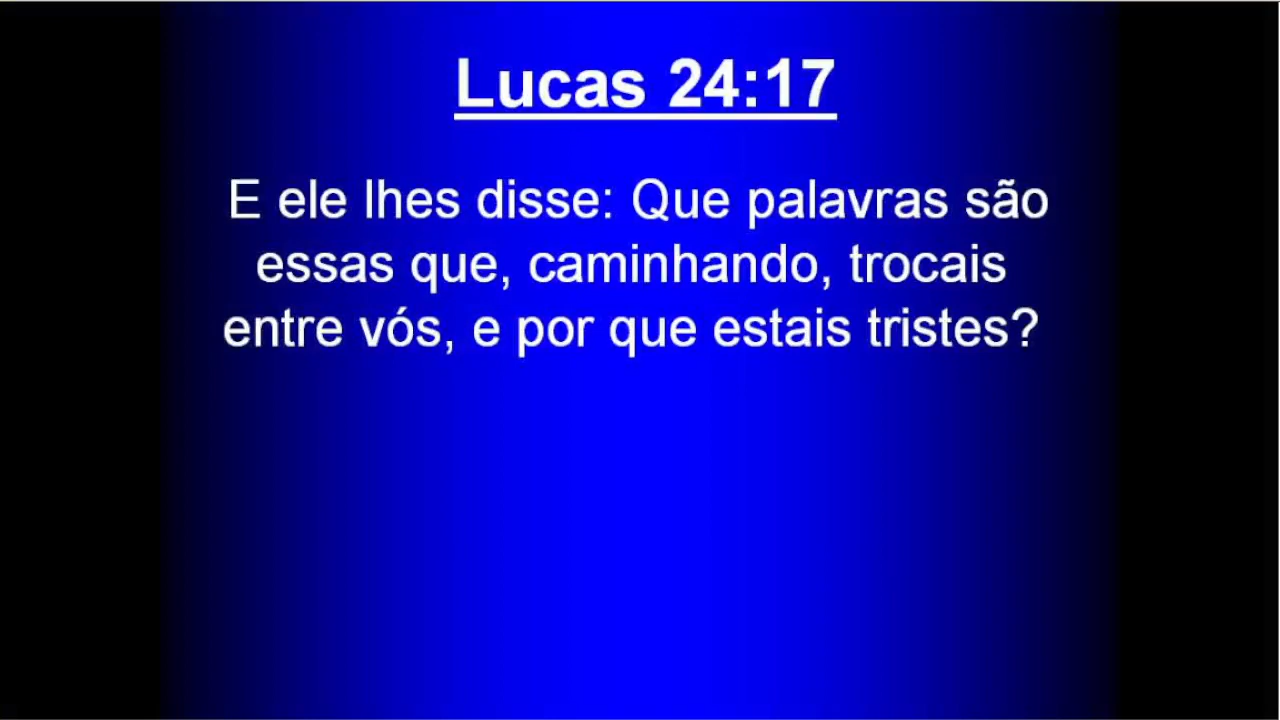 Lucas 24:17
E ele lhes disse: Que palavras são
essas que, caminhando, trocais
entre vós, e por que estais tristes?